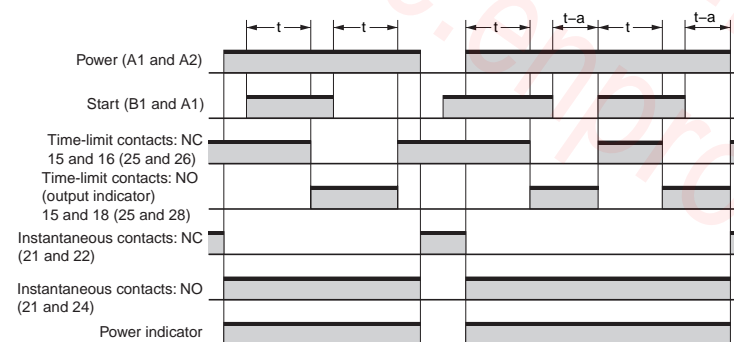 t t t t–a t t–a
Power (A1 and A2)
Start (B1 and A1)
Time-limit contacts: NC
15 and 16 (25 and 26)
Time-limit contacts: NO
(output indicator)
15 and 18 (25 and 28)
Instantaneous contacts: NC
(21 and 22)
Instantaneous contacts: NO
(21 and 24)
Power indicator
c.enpro